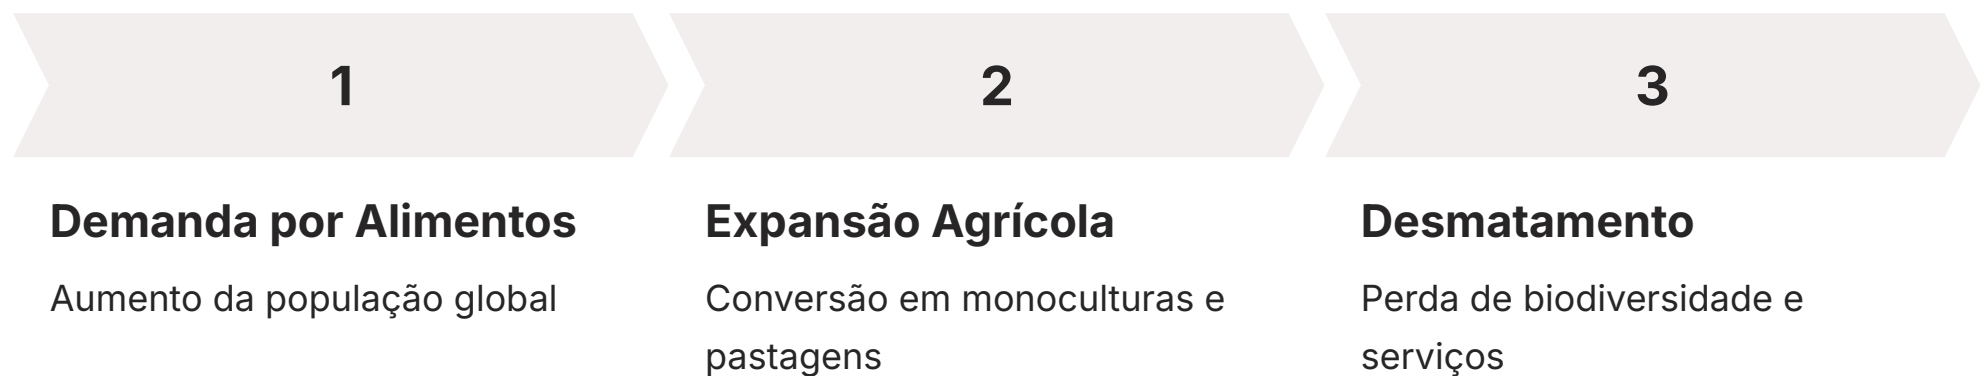 1
2
3
Demanda por Alimentos
Aumento da população global
Expansão Agrícola
Conversão em monoculturas e
pastagens
Desmatamento
Perda de biodiversidade e
serviços